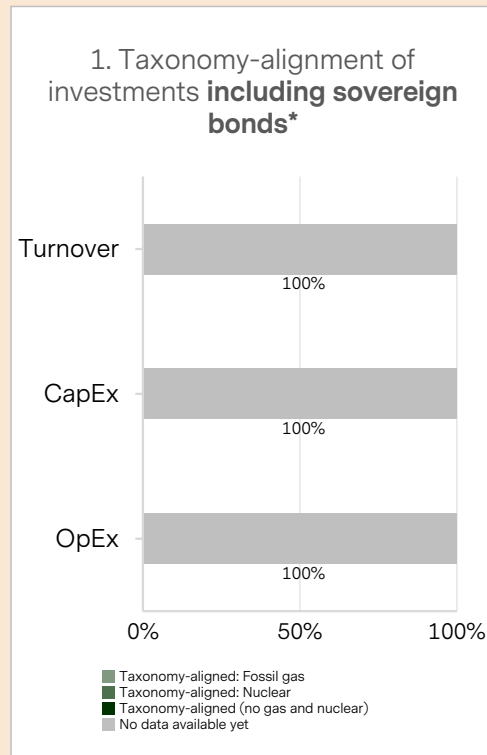 1. Taxonomy-alignment of
investments including sovereign
bonds*
Turnover
100%
CapEx
100%
OpEx
100%
0% 50% 100%
Taxonomy-aligned: Fossil gas
Taxonomy-aligned: Nuclear
Taxonomy-aligned (no gas and nuclear)
No data available yet